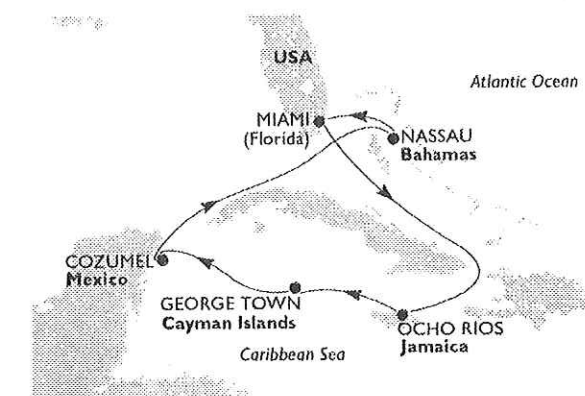 USA
Atlantic Ocean
MIAMI
(Florida)
NASSAU
Bahamas
COZUMEL
Mexico
GEORGE TOWN
Cayman Islands
OCHO RIOS
Jamaica
Caribbean Sea